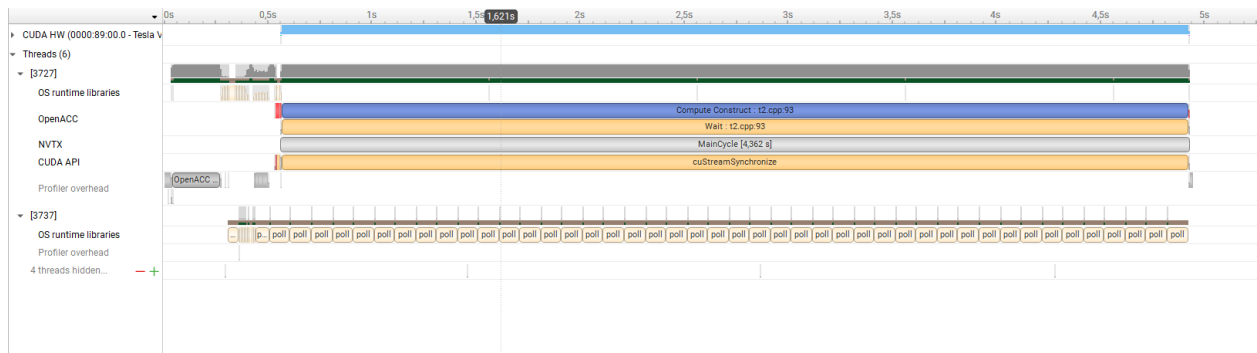 0s 0,5s 1s 1,5s 1,621s 2s 2,5s 3s 3,5s 4s 4,5s 5s
CUDA HW (0000:89:00.0 - Tesla V
Threads (6)
[3727]
OS runtime libraries
OpenACC
Compute Construct : t2.cpp:93
Wait : t2.cpp:93
NVTX
MainCycle [4,362 s]
CUDA API
cuStreamSynchronize
Profiler overhead
OpenACC ...
[3737]
OS runtime libraries
... p... poll poll poll poll poll poll poll poll poll poll poll poll poll poll poll poll poll poll poll poll poll poll poll poll poll poll poll poll poll poll poll poll poll poll poll poll poll poll poll poll poll poll poll poll
Profiler overhead
4 threads hidden...